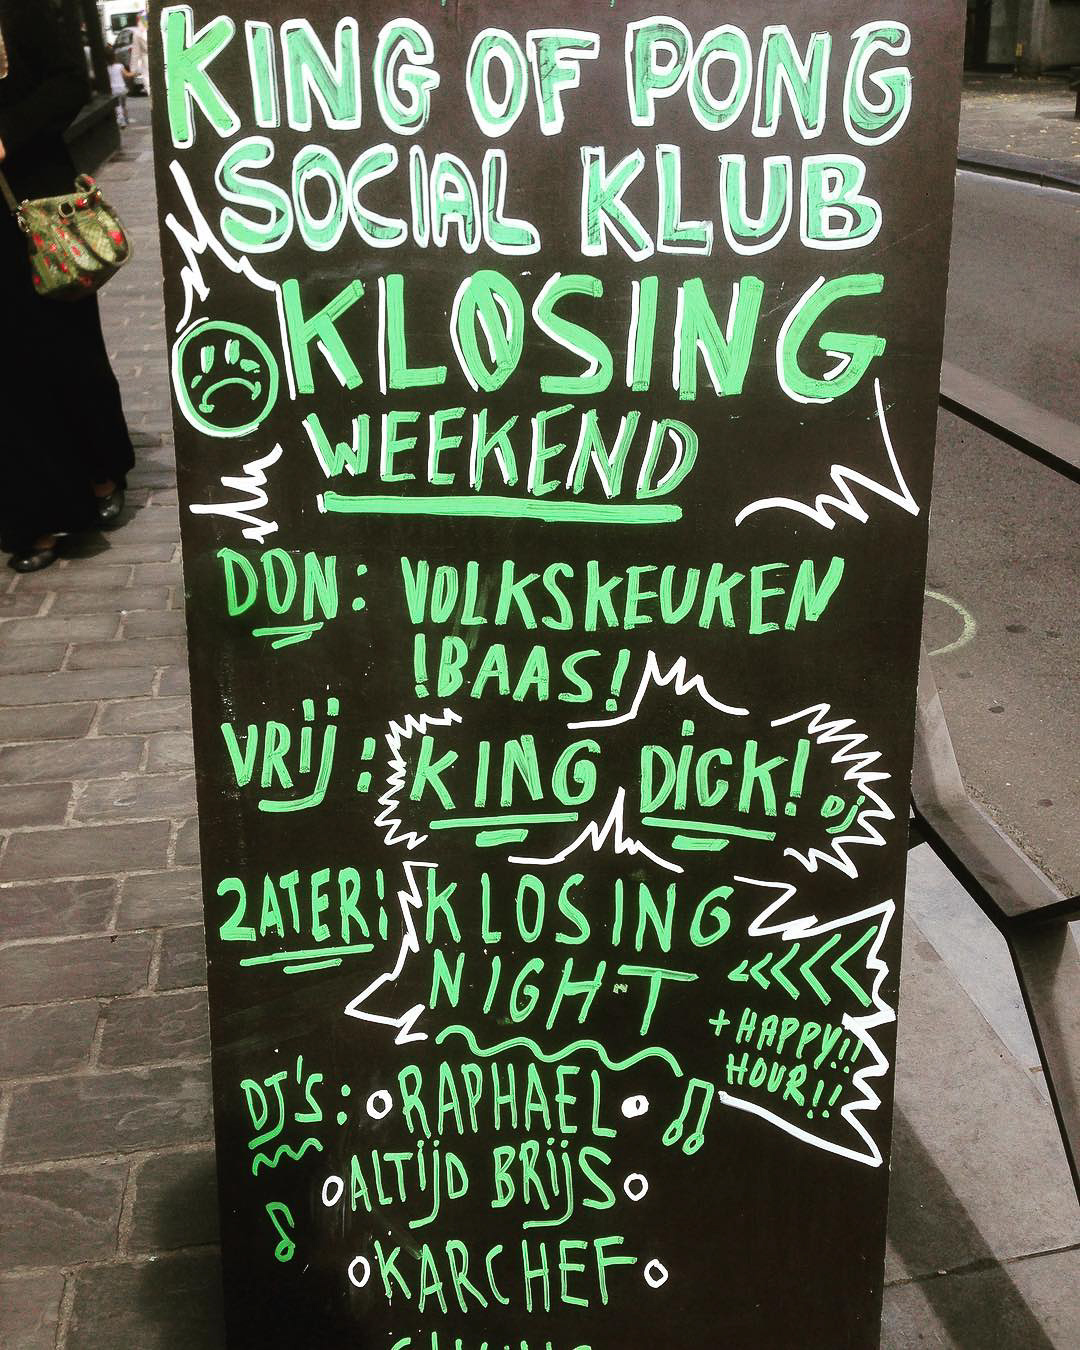 KING OF PONG
SOCIAL KLUB
KLOSING
WEEKEND
DON: VOLKSKEUKEN
!BAAS!
VRIJ: KING DICK! DJ
ZATER: KLOSING
NIGHT
+ HAPPY!!
HOUR!!
DJ'S: RAPHAEL
ALTIJD BRIJS
KARCHEF